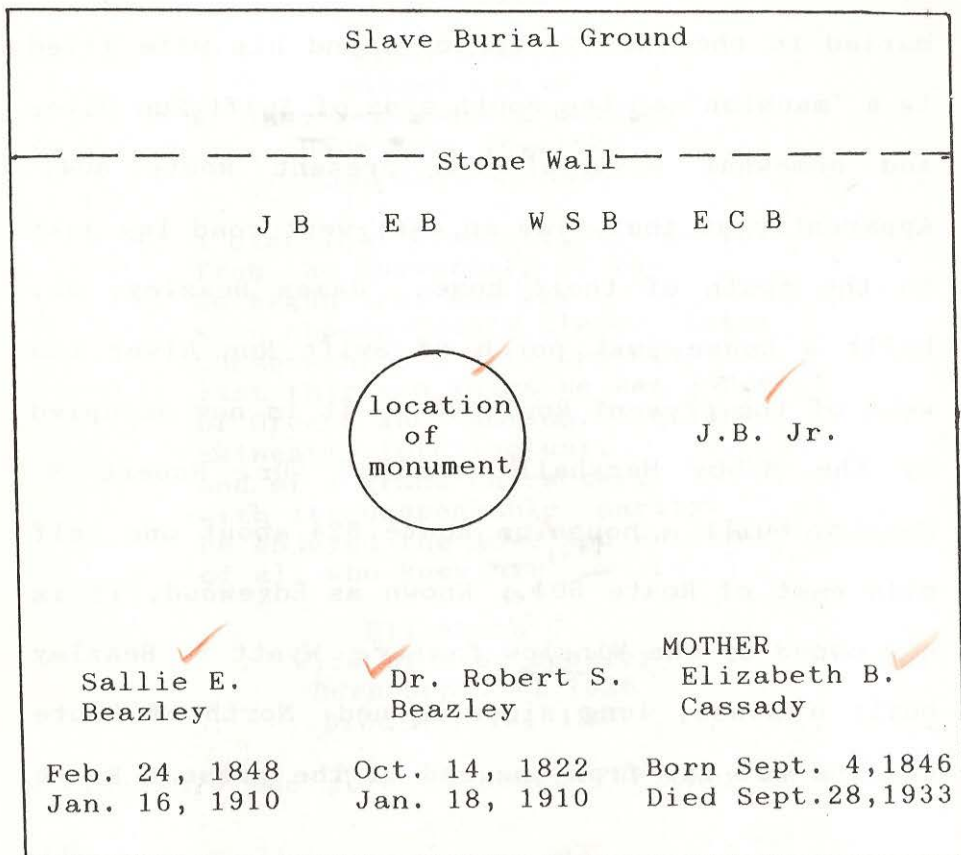 Slave Burial Ground
Stone Wall
J B E B W S B E C B
location
of
monument
J.B. Jr.
Sallie E.
Beazley
Feb. 24, 1848
Jan. 16, 1910
Dr. Robert S.
Beazley
Oct. 14, 1822
Jan. 18, 1910
MOTHER
Elizabeth B.
Cassady
Born Sept. 4,1846
Died Sept.28,1933